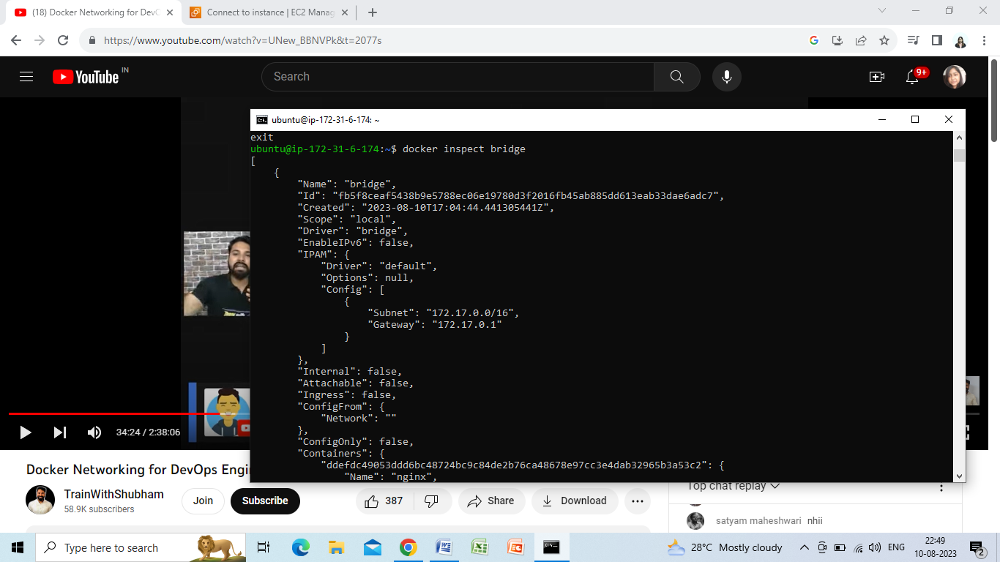 (18) Docker Networking for DevO
Connect to instance | EC2 Manag
https://www.youtube.com/watch?v=UNew_BBNVPk&t=2077s
YouTube IN
Search
9+
ubuntu@ip-172-31-6-174: ~
exit
ubuntu@ip-172-31-6-174:~$ docker inspect bridge
[
    {
        "Name": "bridge",
        "Id": "fb5f8ceaf5438b9e5788ec06e19780d3f2016fb45ab885dd613eab33dae6adc7",
        "Created": "2023-08-10T17:04:44.441305441Z",
        "Scope": "local",
        "Driver": "bridge",
        "EnableIPv6": false,
        "IPAM": {
            "Driver": "default",
            "Options": null,
            "Config": [
                {
                    "Subnet": "172.17.0.0/16",
                    "Gateway": "172.17.0.1"
                }
            ]
        },
        "Internal": false,
        "Attachable": false,
        "Ingress": false,
        "ConfigFrom": {
            "Network": ""
        },
        "ConfigOnly": false,
        "Containers": {
            "ddefdc49053ddd6bc48724bc9c84de2b76ca48678e97cc3e4dab32965b3a53c2": {
                "Name": "nginx",
34:24 / 2:38:06
Docker Networking for DevOps Engi
TrainWithShubham
58.9K subscribers
Join
Subscribe
387
Share
Download
Top chat replay
satyam maheshwari nhii
Type here to search
28°C Mostly cloudy
ENG
22:49
10-08-2023
2